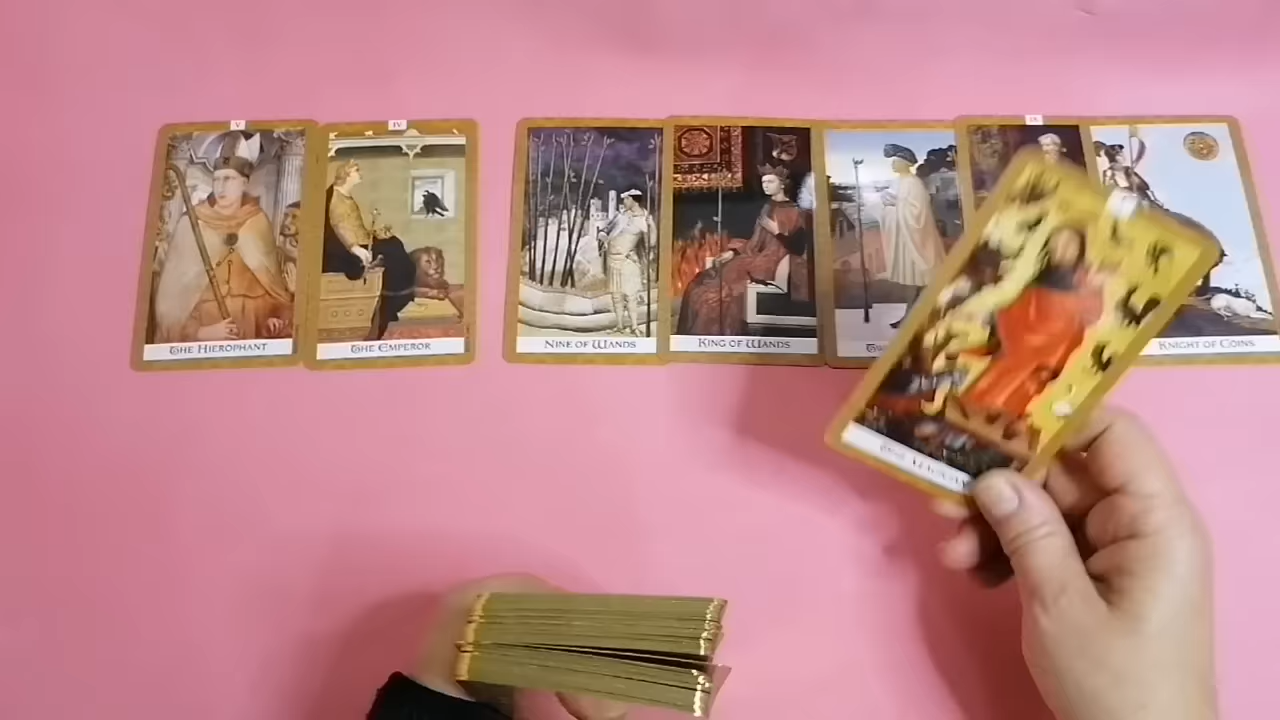 V
IV
IX
THE HIEROPHANT
THE EMPEROR
NINE OF WANDS
KING OF WANDS
KNIGHT OF COINS